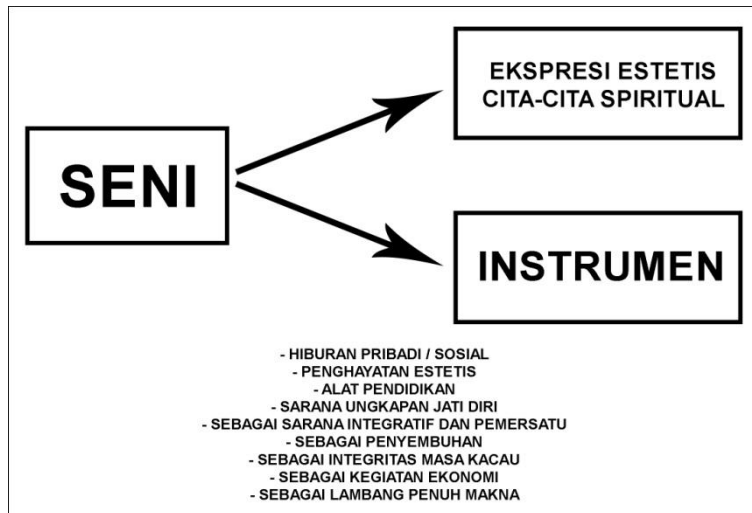 SENI
EKSPRESI ESTETIS
CITA-CITA SPIRITUAL
INSTRUMEN
- HIBURAN PRIBADI / SOSIAL
- PENGHAYATAN ESTETIS
- ALAT PENDIDIKAN
- SARANA UNGKAPAN JATI DIRI
- SEBAGAI SARANA INTEGRATIF DAN PEMERSATU
- SEBAGAI PENYEMBUHAN
- SEBAGAI INTEGRITAS MASA KACAU
- SEBAGAI KEGIATAN EKONOMI
- SEBAGAI LAMBANG PENUH MAKNA